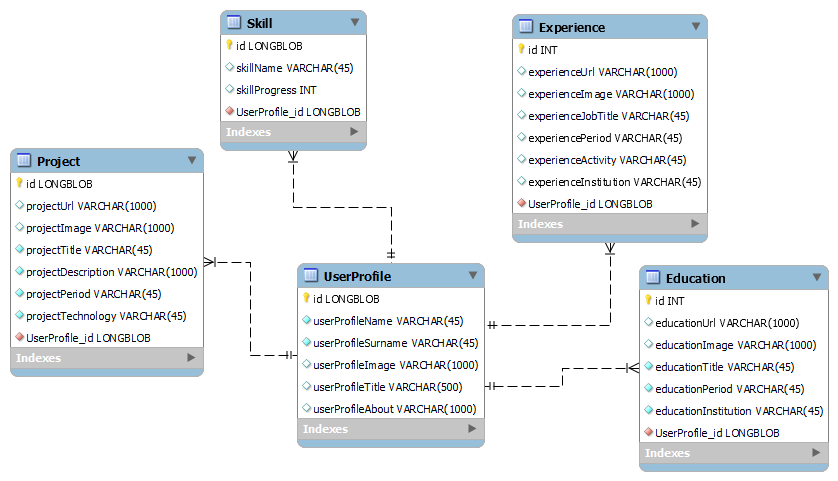 Skill
id LONGBLOB
skillName VARCHAR(45)
skillProgress INT
UserProfile_id LONGBLOB
Indexes
Experience
id INT
experienceUrl VARCHAR(1000)
experienceImage VARCHAR(1000)
experienceJobTitle VARCHAR(45)
experiencePeriod VARCHAR(45)
experienceActivity VARCHAR(45)
experienceInstitution VARCHAR(45)
UserProfile_id LONGBLOB
Indexes
Project
id LONGBLOB
projectUrl VARCHAR(1000)
projectImage VARCHAR(1000)
projectTitle VARCHAR(45)
projectDescription VARCHAR(1000)
projectPeriod VARCHAR(45)
projectTechnology VARCHAR(45)
UserProfile_id LONGBLOB
Indexes
UserProfile
id LONGBLOB
userProfileName VARCHAR(45)
userProfileSurname VARCHAR(45)
userProfileImage VARCHAR(1000)
userProfileTitle VARCHAR(500)
userProfileAbout VARCHAR(1000)
Indexes
Education
id INT
educationUrl VARCHAR(1000)
educationImage VARCHAR(1000)
educationTitle VARCHAR(45)
educationPeriod VARCHAR(45)
educationInstitution VARCHAR(45)
UserProfile_id LONGBLOB
Indexes